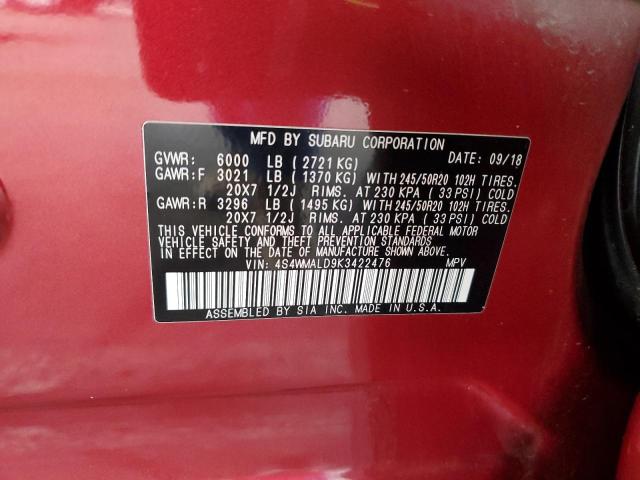 MFD BY SUBARU CORPORATION
GVWR: 6000 LB ( 2721 KG) DATE: 09/18
GAWR:F 3021 LB ( 1370 KG) WITH 245/50R20 102H TIRES.
20X7 1/2J RIMS. AT 230 KPA ( 33 PSI) COLD
GAWR:R 3296 LB ( 1495 KG) WITH 245/50R20 102H TIRES.
20X7 1/2J RIMS. AT 230 KPA ( 33 PSI) COLD
THIS VEHICLE CONFORMS TO ALL APPLICABLE FEDERAL MOTOR
VEHICLE SAFETY AND THEFT PREVENTION STANDARDS
IN EFFECT ON THE DATE OF MANUFACTURE SHOWN ABOVE.
VIN: 4S4WMALD9K3422476 MPV
ASSEMBLED BY SIA INC. MADE IN U.S.A.